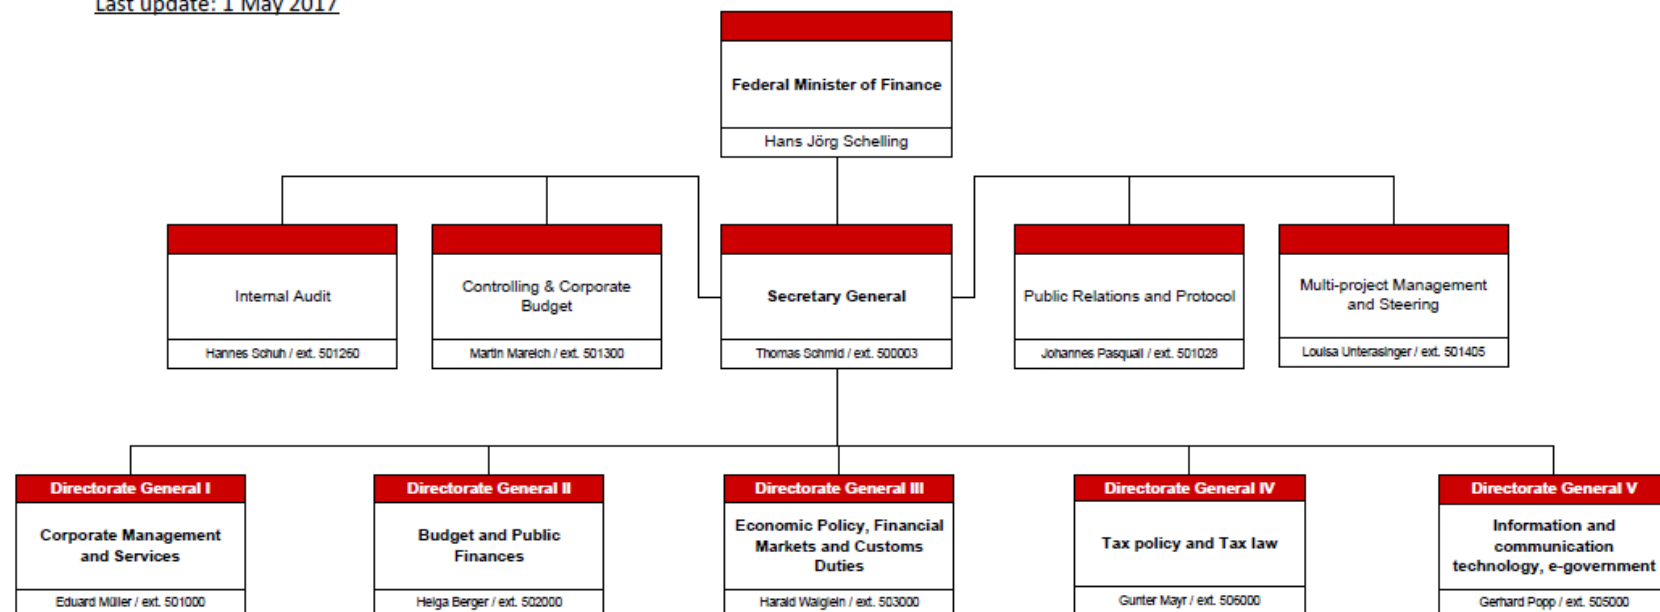 Last update: 1 May 2017
Federal Minister of Finance
Hans Jörg Schelling
Internal Audit
Hannes Schuh / ext. 501260
Controlling & Corporate
Budget
Martin Mareich / ext. 501300
Secretary General
Thomas Schmid / ext. 500003
Public Relations and Protocol
Johannes Pasquali / ext. 501028
Multi-project Management
and Steering
Louisa Unterasinger / ext. 501405
Directorate General I
Corporate Management
and Services
Eduard Müller / ext. 501000
Directorate General II
Budget and Public
Finances
Helga Berger / ext. 502000
Directorate General III
Economic Policy, Financial
Markets and Customs
Duties
Harald Waiglein / ext. 503000
Directorate General IV
Tax policy and Tax law
Gunter Mayr / ext. 506000
Directorate General V
Information and
communication
technology, e-government
Gerhard Popp / ext. 505000